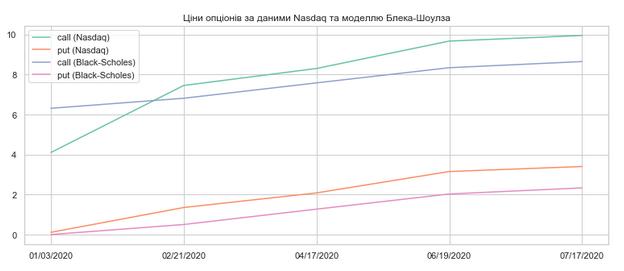 Ціни опціонів за даними Nasdaq та моделлю Блека-Шоулза
call (Nasdaq)
put (Nasdaq)
call (Black-Scholes)
put (Black-Scholes)
10
8
6
4
2
0
01/03/2020 02/21/2020 04/17/2020 06/19/2020 07/17/2020